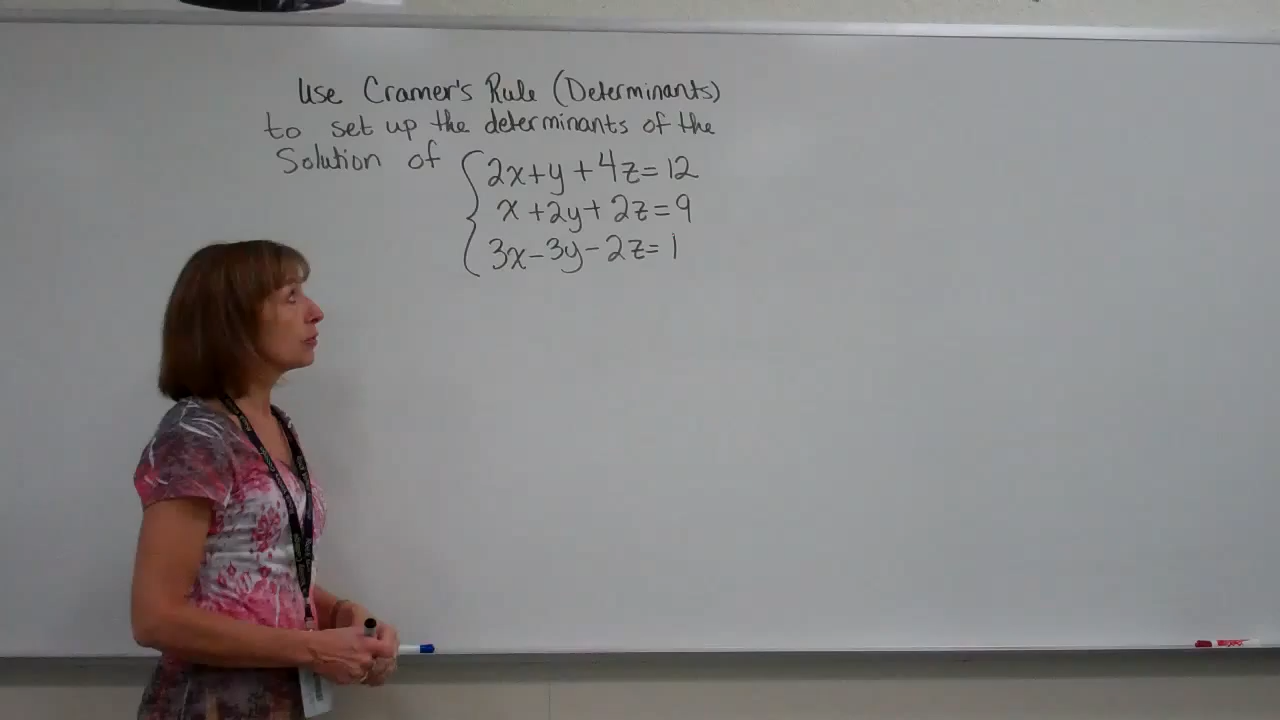 Use Cramer's Rule (Determinants)
to set up the determinants of the
Solution of { 2x+y+4z=12
x+2y+2z=9
3x-3y-2z=1